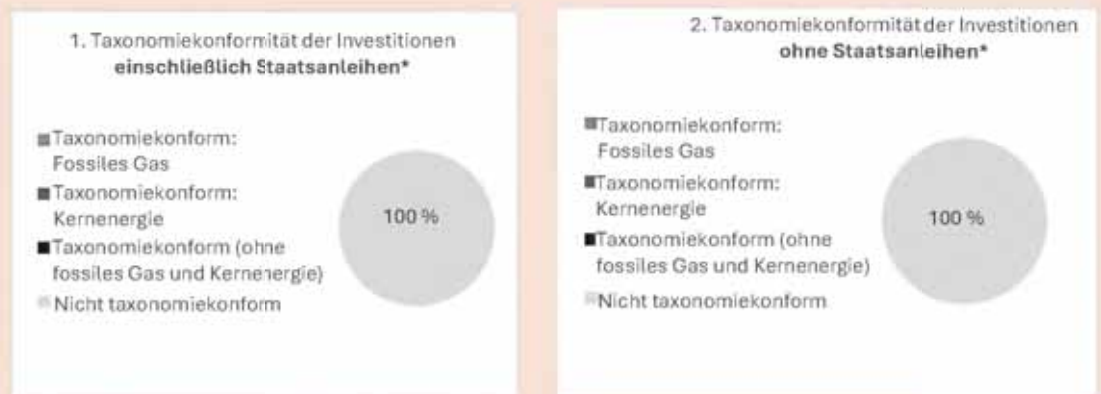 1. Taxonomiekonformität der Investitionen
einschließlich Staatsanleihen*
Taxonomiekonform:
Fossiles Gas
Taxonomiekonform:
Kernenergie
Taxonomiekonform (ohne
fossiles Gas und Kernenergie)
Nicht taxonomiekonform
100 %
2. Taxonomiekonformität der Investitionen
ohne Staatsanleihen*
Taxonomiekonform:
Fossiles Gas
Taxonomiekonform:
Kernenergie
Taxonomiekonform (ohne
fossiles Gas und Kernenergie)
Nicht taxonomiekonform
100 %